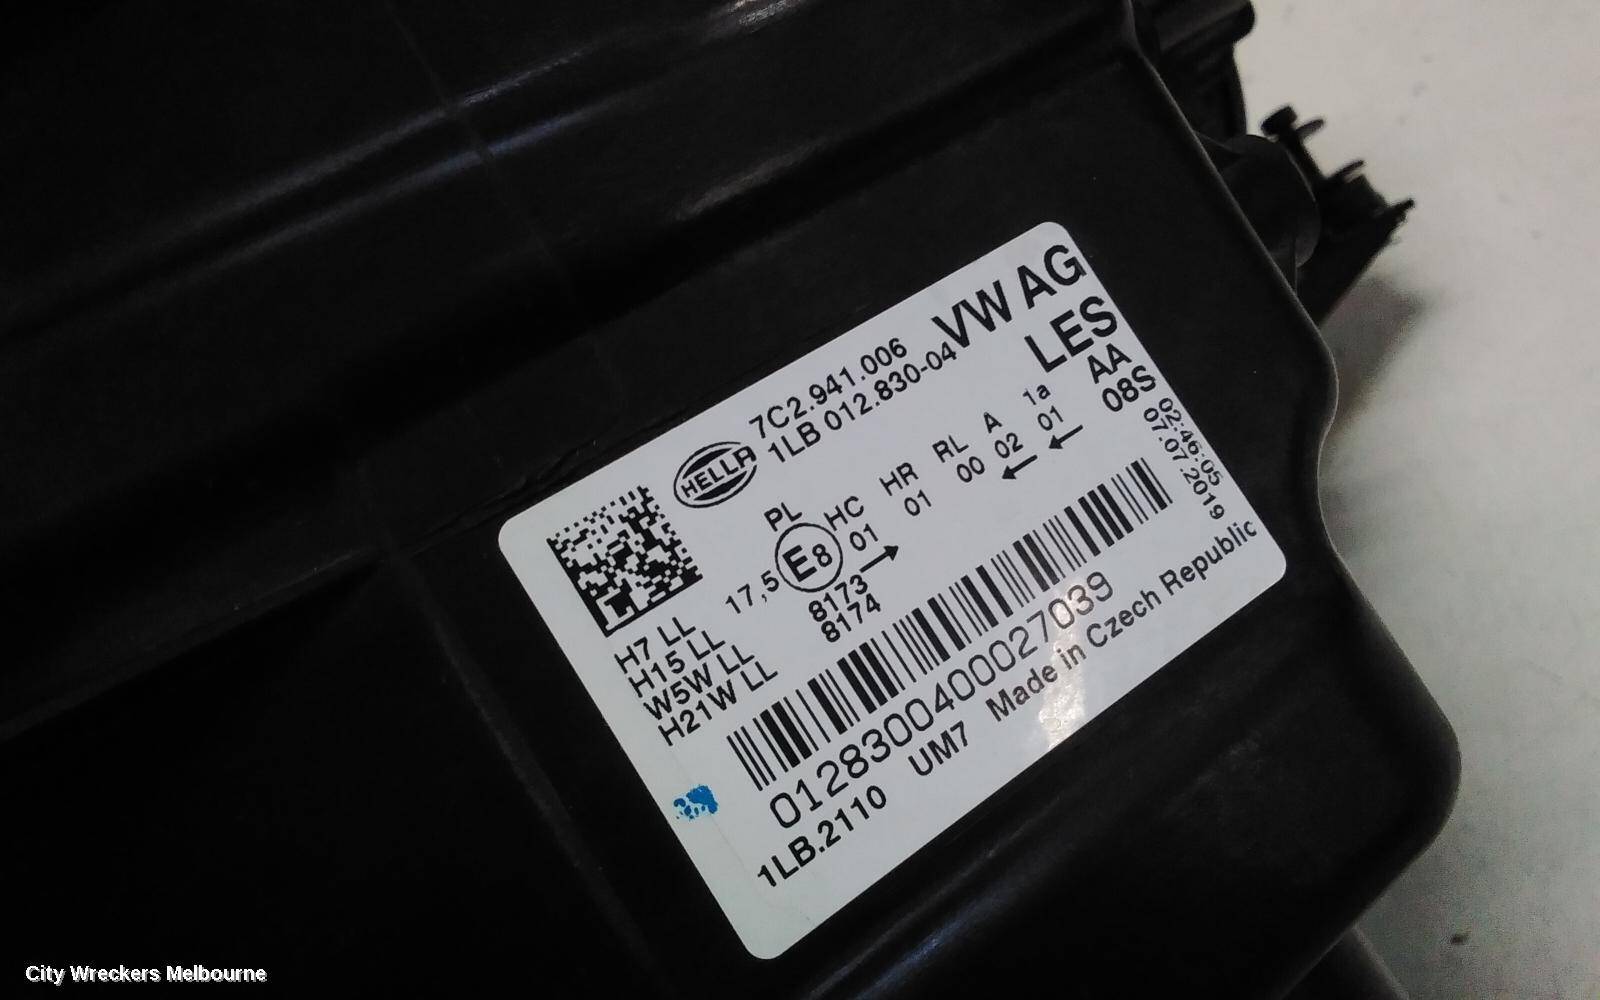 HELLA
7C2.941.006
1LB 012.830-04
VW AG
LES
AA
08S
02:46:05
07.07.2019
PL HC HR RL A 1a
17,5 E8 01 01 00 02 01
8173
8174
H7 LL
H15 LL
W5W LL
H21W LL
0128300400027039
1LB.2110 UM7 Made in Czech Republic
City Wreckers Melbourne